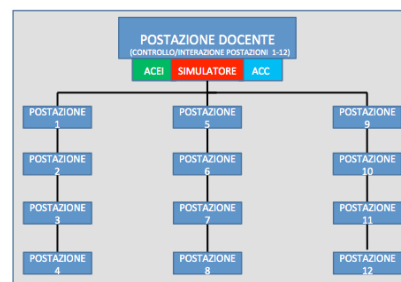 POSTAZIONE DOCENTE
(CONTROLLO/INTERAZIONE POSTAZIONI 1-12)
ACEI SIMULATORE ACC
POSTAZIONE
1
POSTAZIONE
5
POSTAZIONE
9
POSTAZIONE
2
POSTAZIONE
6
POSTAZIONE
10
POSTAZIONE
3
POSTAZIONE
7
POSTAZIONE
11
POSTAZIONE
4
POSTAZIONE
8
POSTAZIONE
12